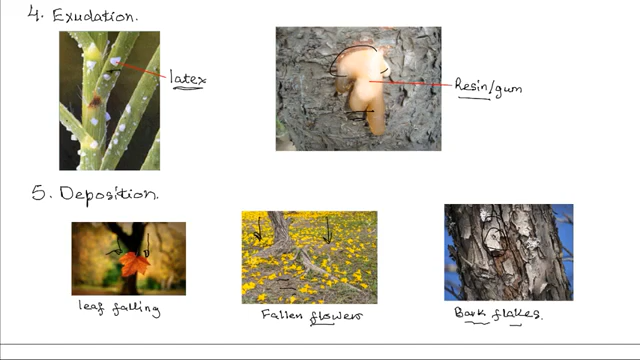 4. Exudation.
latex
Resin/gum
5. Deposition.
leaf falling
Fallen flowers
Bark flakes.